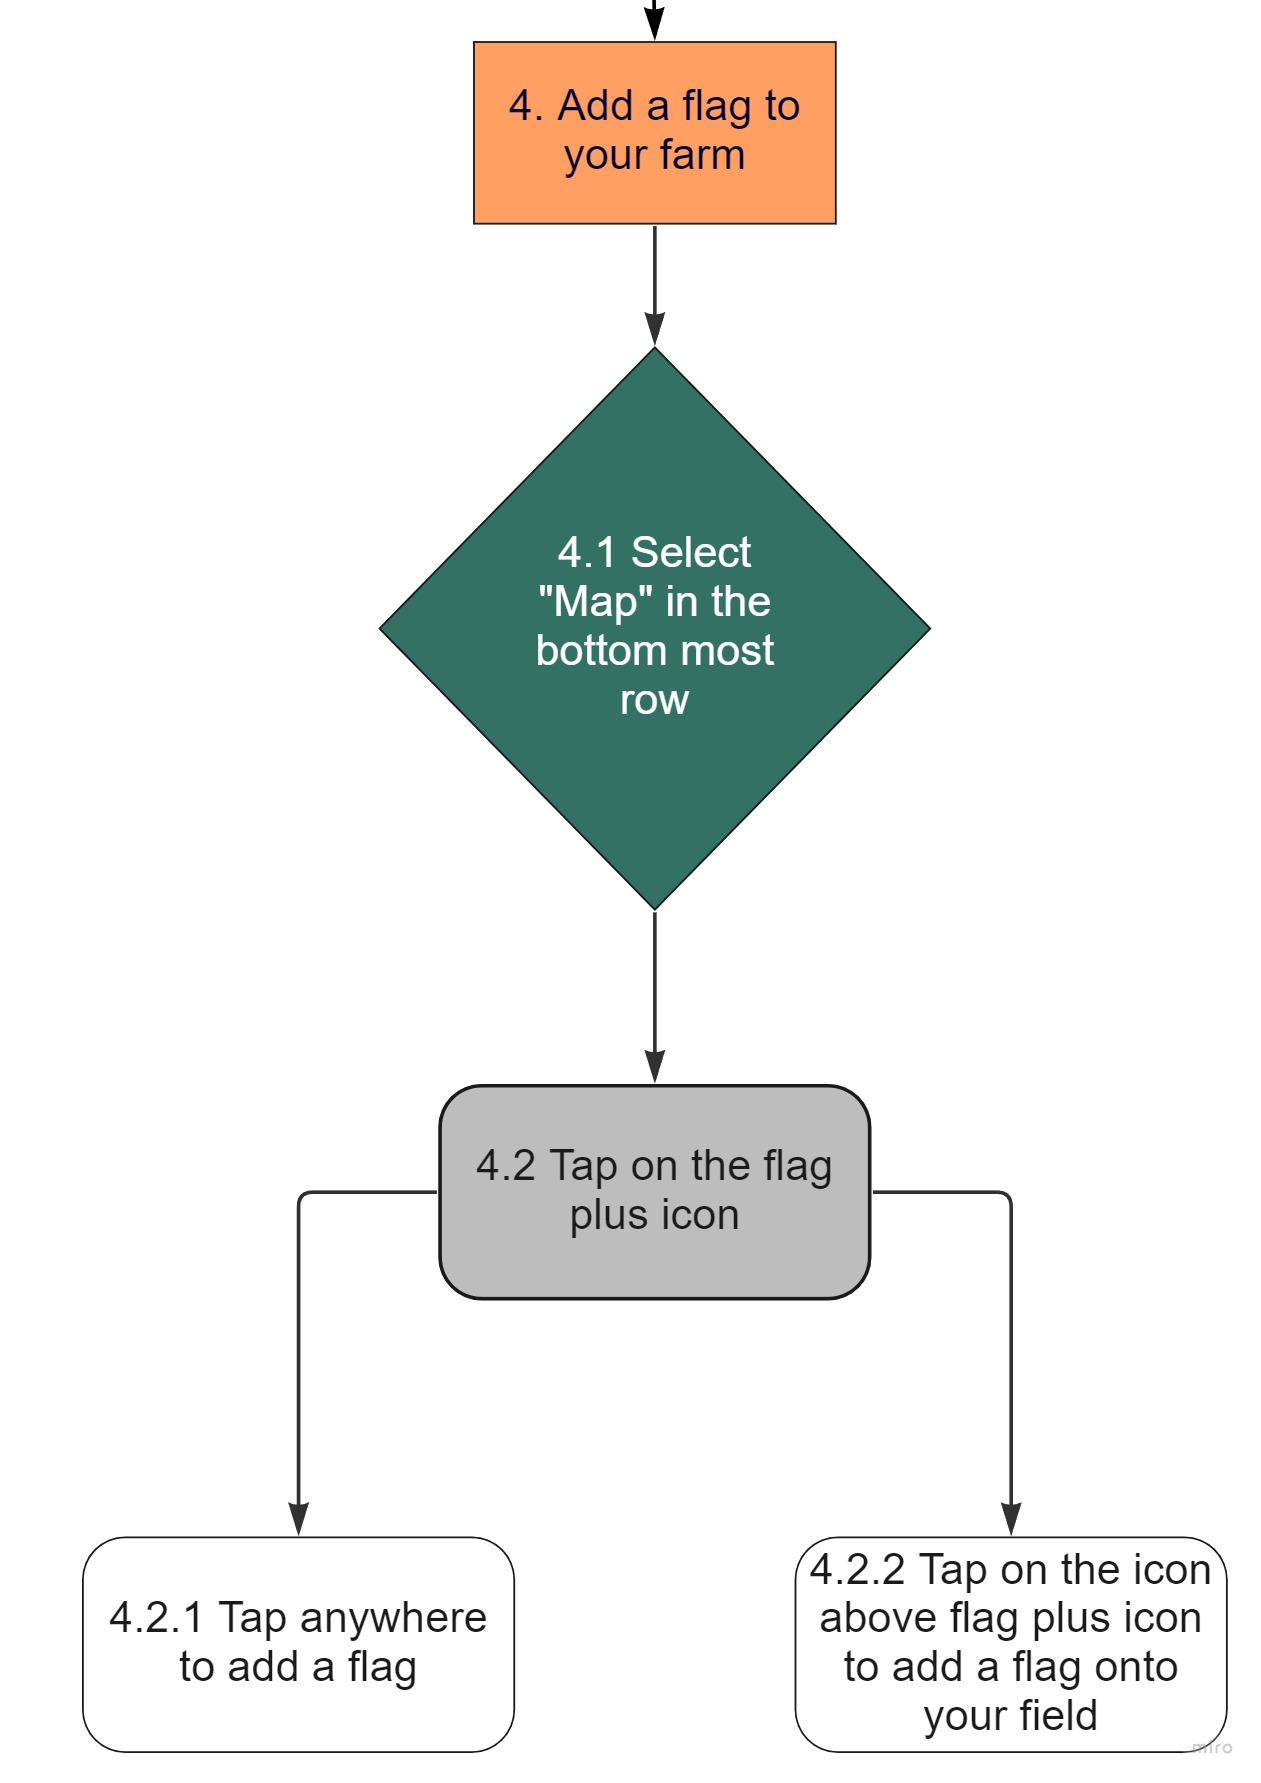 4. Add a flag to
your farm
4.1 Select
"Map" in the
bottom most
row
4.2 Tap on the flag
plus icon
4.2.1 Tap anywhere
to add a flag
4.2.2 Tap on the icon
above flag plus icon
to add a flag onto
your field
miro